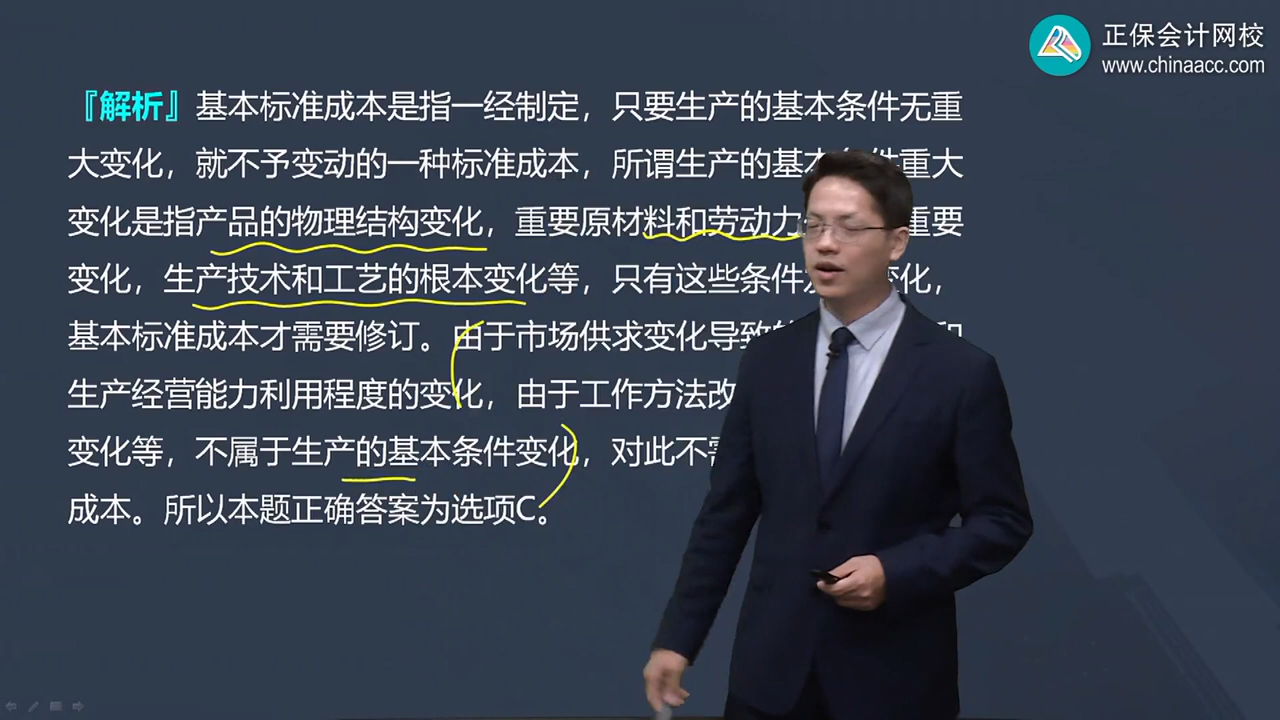 正保会计网校
www.chinaacc.com
『解析』基本标准成本是指一经制定，只要生产的基本条件无重
大变化，就不予变动的一种标准成本，所谓生产的基本 件重大
变化是指产品的物理结构变化，重要原材料和劳动力 重要
变化，生产技术和工艺的根本变化等，只有这些条件 变化，
基本标准成本才需要修订。由于市场供求变化导致
生产经营能力利用程度的变化，由于工作方法改
变化等，不属于生产的基本条件变化，对此不
成本。所以本题正确答案为选项C。